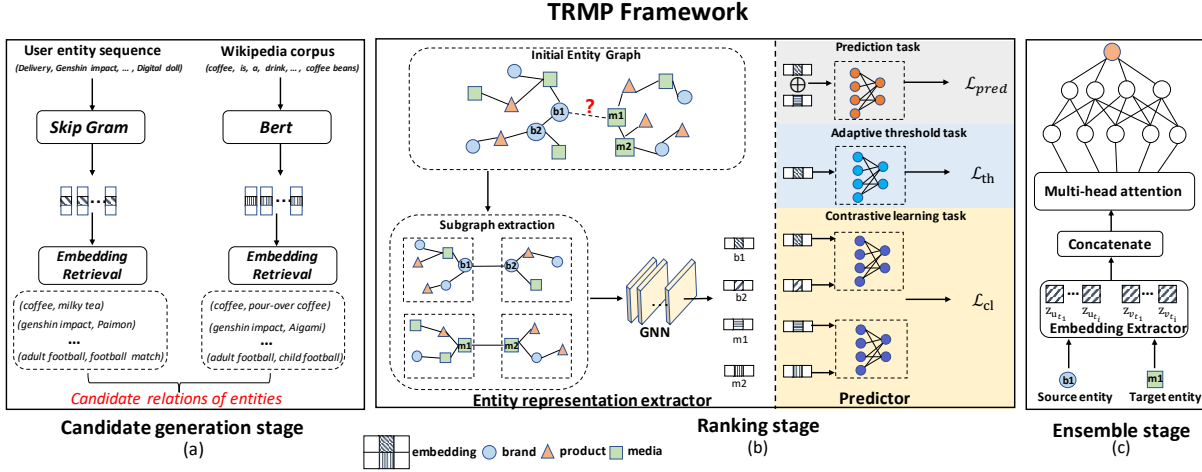 TRMP Framework
User entity sequence
(Delivery, Genshin impact, ... , Digital doll)
Skip Gram
Embedding
Retrieval
(coffee, milky tea)
(genshin impact, Paimon)
...
(adult football, football match)
Wikipedia corpus
(coffee, is, a, drink, ... , coffee beans)
Bert
Embedding
Retrieval
(coffee, pour-over coffee)
(genshin impact, Aigami)
...
(adult football, child football)
Candidate relations of entities
Candidate generation stage
(a)
Initial Entity Graph
?
b1
m1
b2
m2
Subgraph extraction
b1
b2
m1
m2
GNN
b1
b2
m1
m2
Entity representation extractor
Prediction task
ℒpred
Adaptive threshold task
ℒth
Contrastive learning task
ℒcl
Predictor
Ranking stage
(b)
embedding
brand
product
media
Multi-head attention
Concatenate
... ...
Zut1 Zuti Zvt1 Zvti
Embedding Extractor
b1
m1
Source entity
Target entity
Ensemble stage
(c)